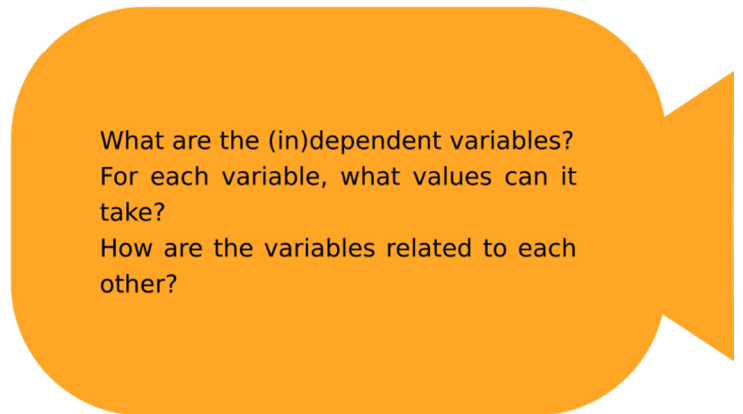 What are the (in)dependent variables?
For each variable, what values can it
take?
How are the variables related to each
other?